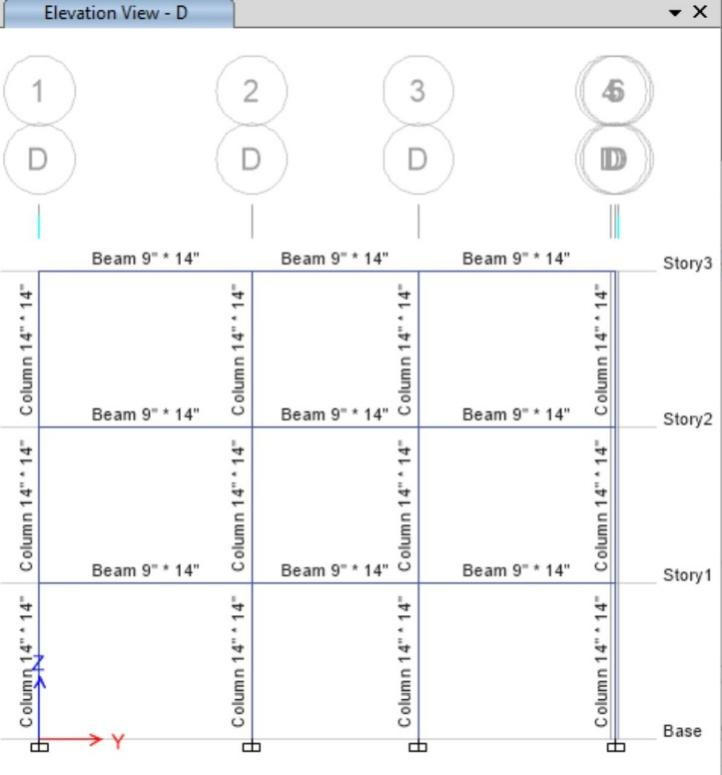 Elevation View - D
1 2 3
D D D
Beam 9" * 14" Beam 9" * 14" Beam 9" * 14" Story3
Column 14" * 14" Column 14" * 14" Column 14" * 14" Column 14" * 14"
Beam 9" * 14" Beam 9" * 14" Beam 9" * 14" Story2
Column 14" * 14" Column 14" * 14" Column 14" * 14" Column 14" * 14"
Beam 9" * 14" Beam 9" * 14" Beam 9" * 14" Story1
Column 14" * 14" Column 14" * 14" Column 14" * 14" Column 14" * 14"
Z
Base
Y